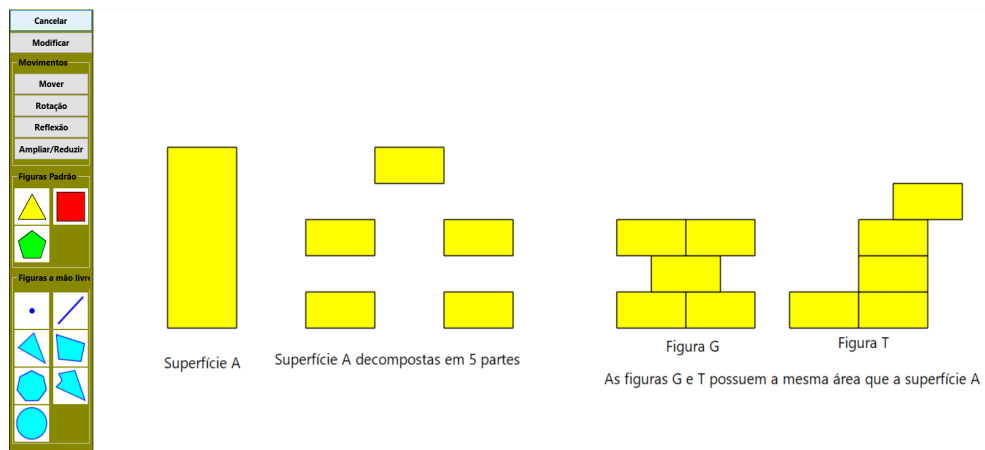 Cancelar
Modificar
Movimentos
Mover
Rotação
Reflexão
Ampliar/Reduzir
Figuras Padrão
Figuras a mão livre
Superfície A
Superfície A decompostas em 5 partes
Figura G
Figura T
As figuras G e T possuem a mesma área que a superfície A